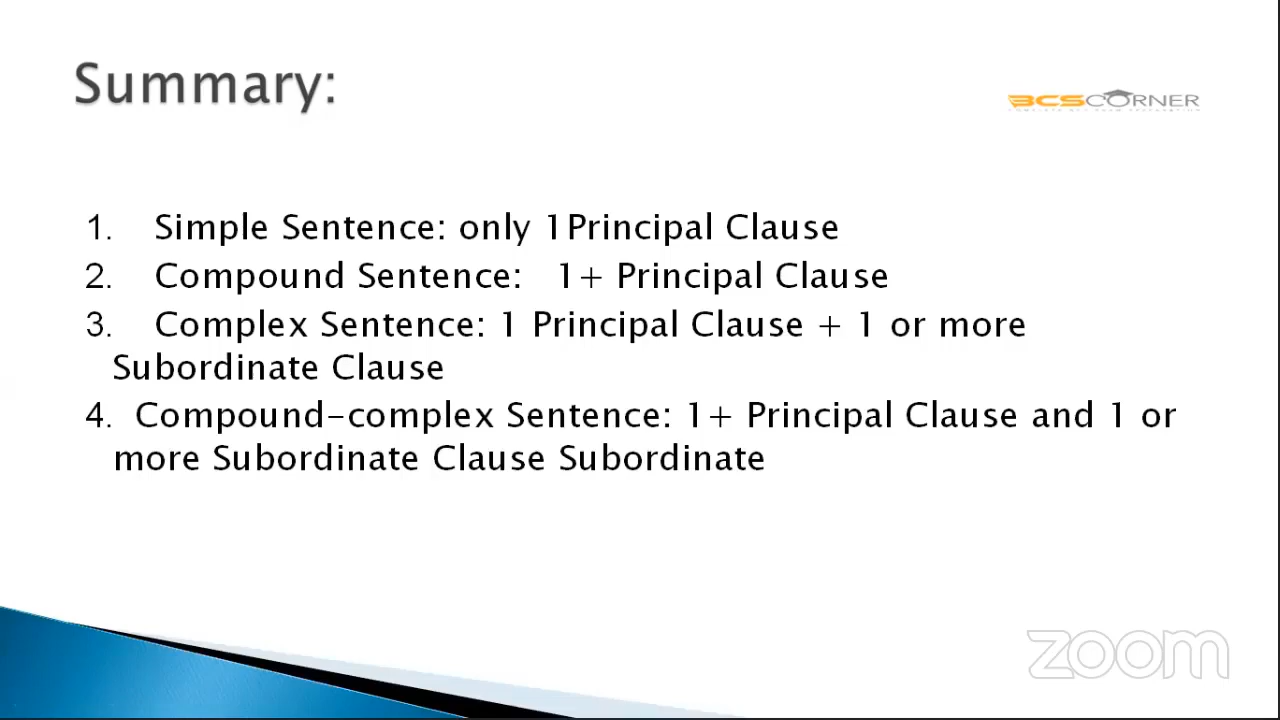 Summary:
BCSCORNER
1. Simple Sentence: only 1Principal Clause
2. Compound Sentence: 1+ Principal Clause
3. Complex Sentence: 1 Principal Clause + 1 or more
Subordinate Clause
4. Compound-complex Sentence: 1+ Principal Clause and 1 or
more Subordinate Clause Subordinate
zoom